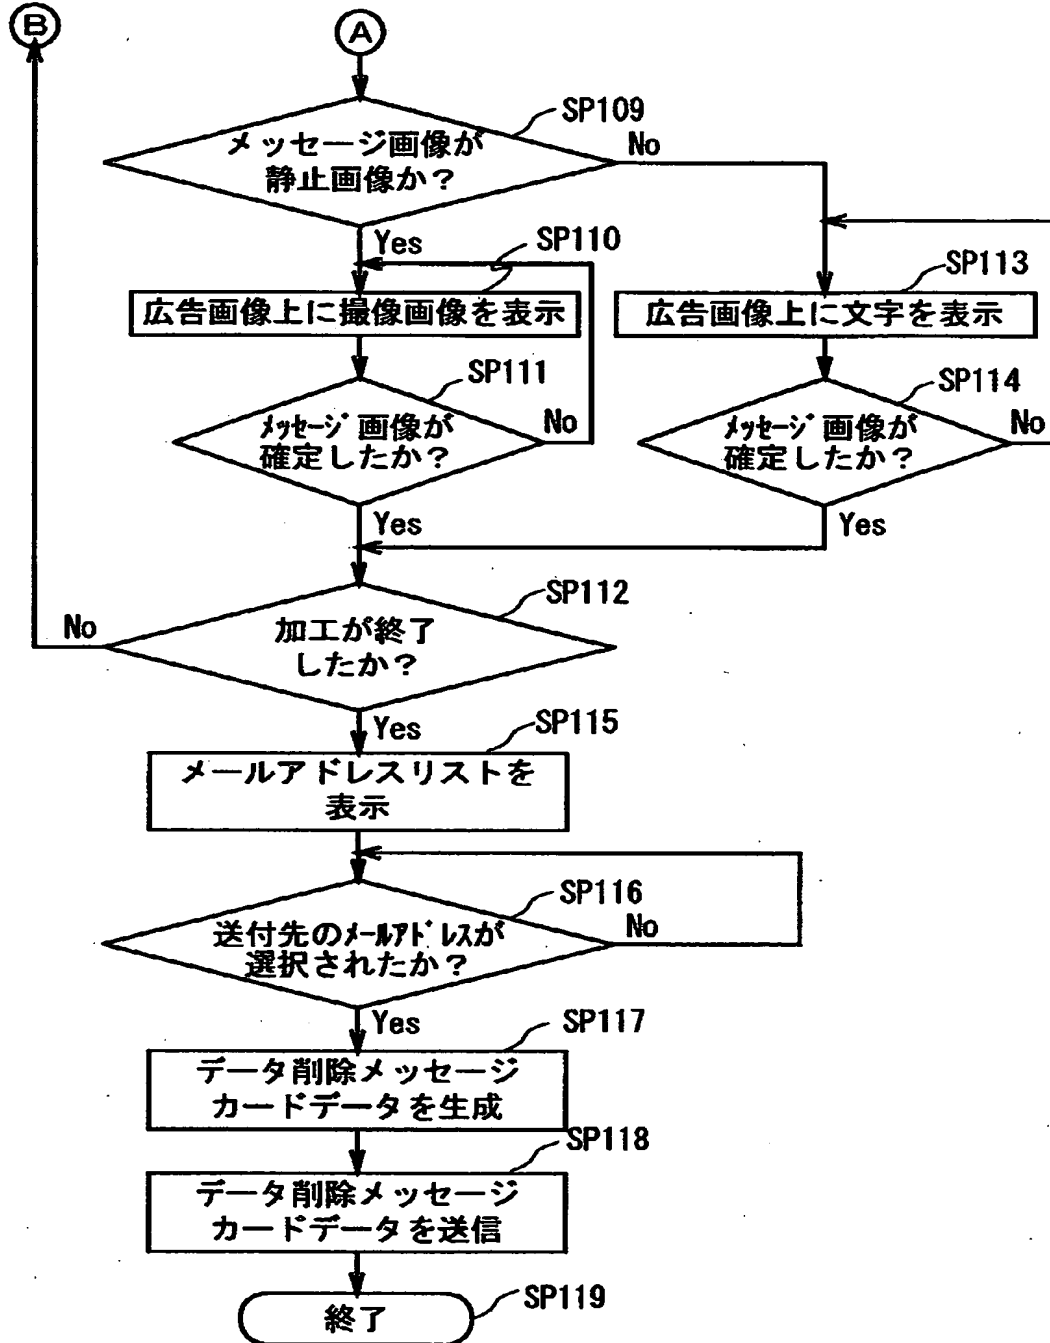 B
A
SP109
メッセージ画像が
静止画像か?
No
Yes
SP110
広告画像上に撮像画像を表示
SP113
広告画像上に文字を表示
SP111
メッセージ画像が
確定したか?
No
SP114
メッセージ画像が
確定したか?
No
Yes
Yes
SP112
加工が終了
したか?
No
Yes
SP115
メールアドレスリストを
表示
SP116
送付先のメールアドレスが
選択されたか?
No
Yes
SP117
データ削除メッセージ
カードデータを生成
SP118
データ削除メッセージ
カードデータを送信
SP119
終了